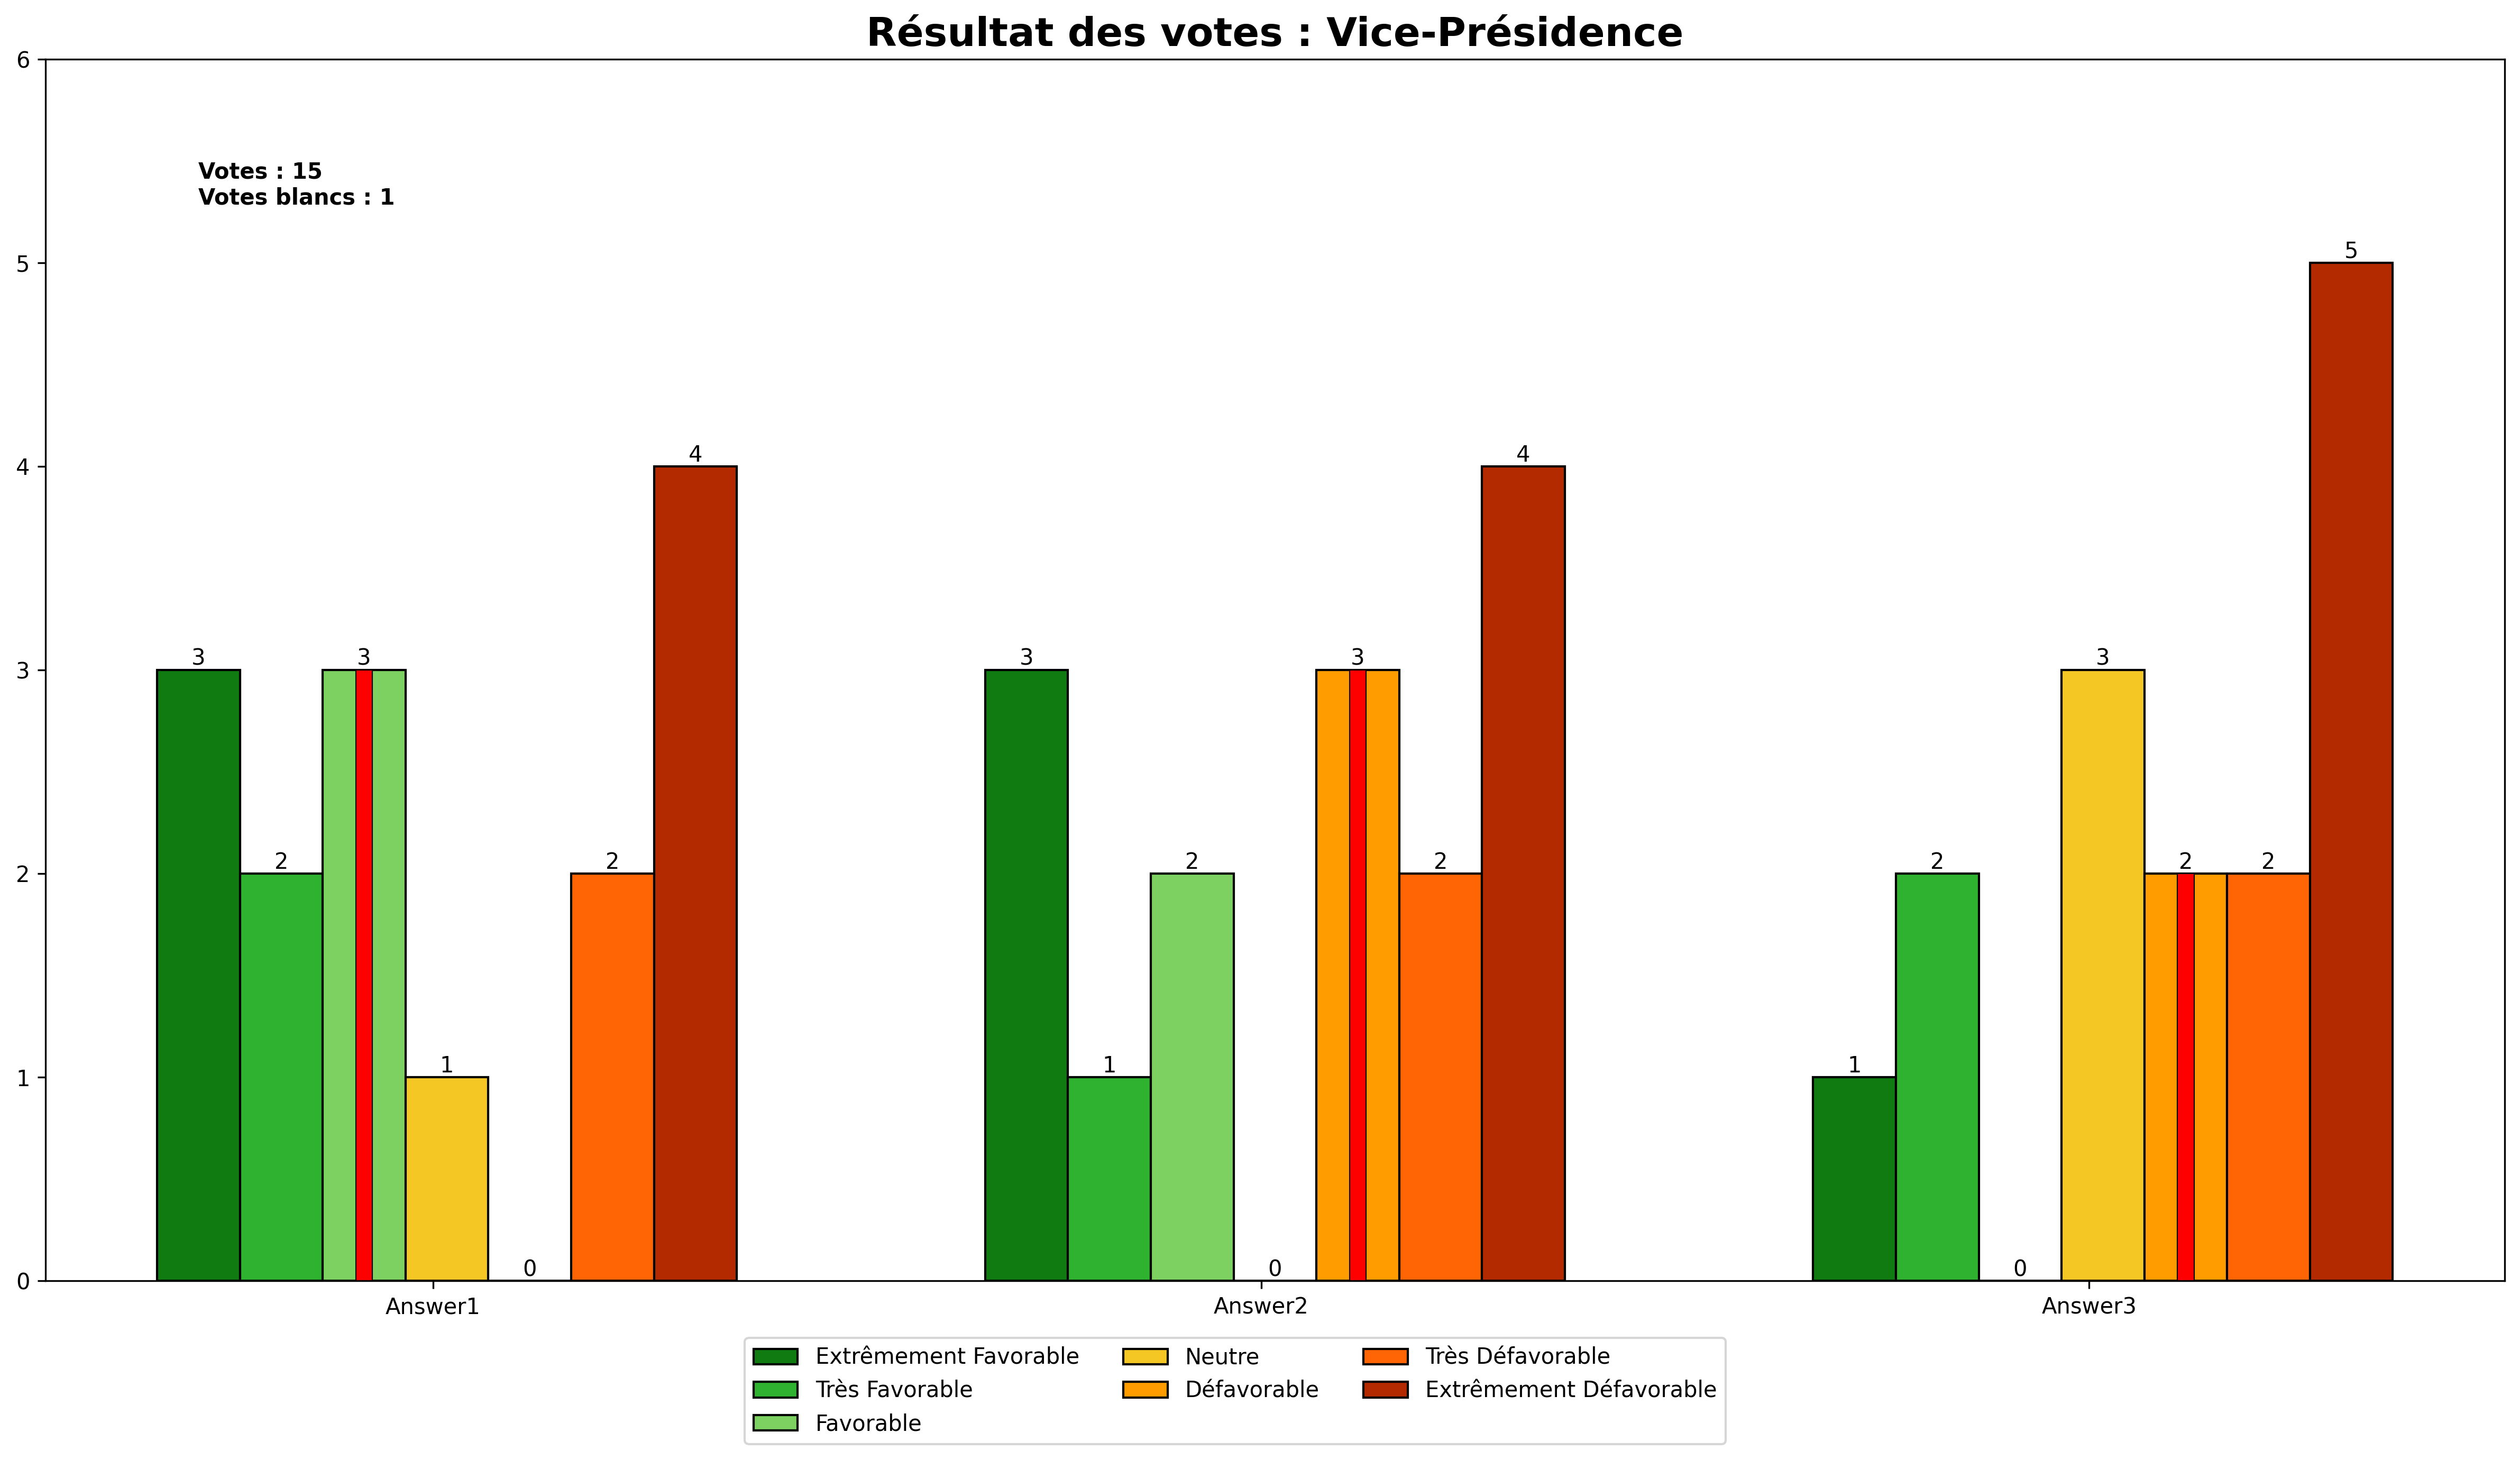 Résultat des votes : Vice-Présidence
6
5
4
3
2
1
0
Votes : 15
Votes blancs : 1
3
2
3
1
0
2
4
3
1
2
0
3
2
4
1
2
0
3
2
2
5
Answer1
Answer2
Answer3
Extrêmement Favorable
Très Favorable
Favorable
Neutre
Défavorable
Très Défavorable
Extrêmement Défavorable